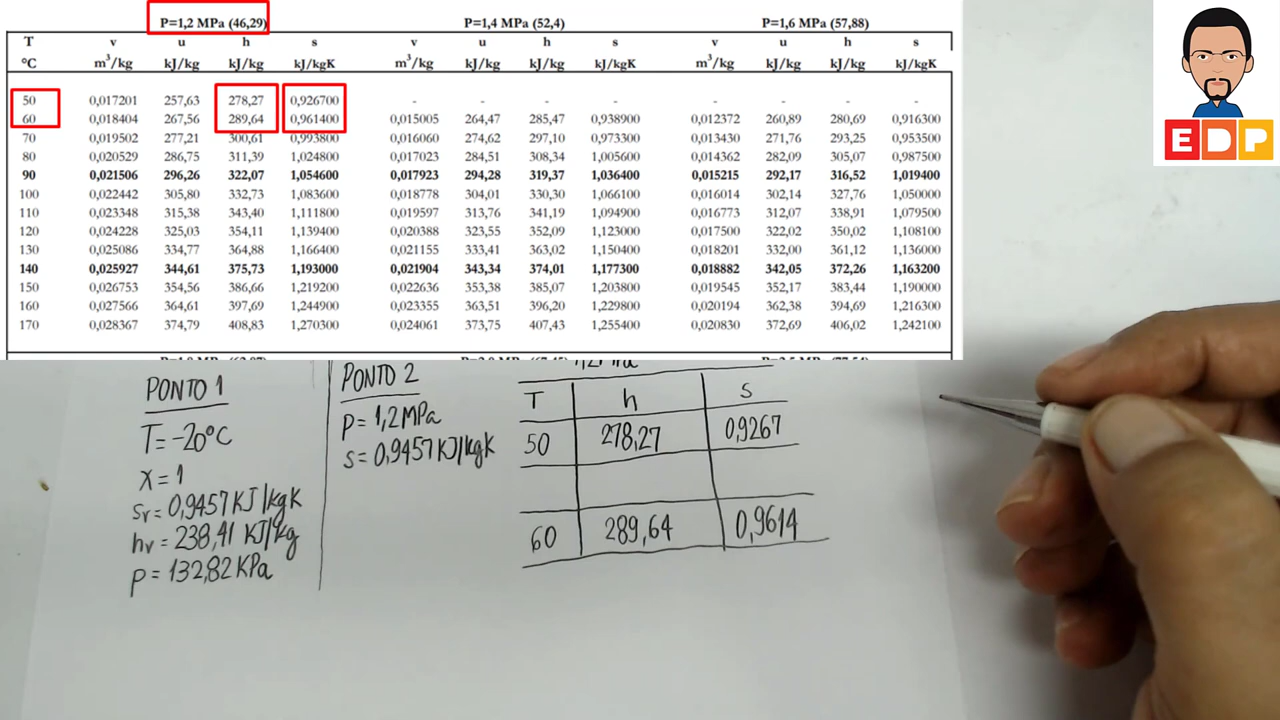 P=1,2 MPa (46,29) P=1,4 MPa (52,4) P=1,6 MPa (57,88)
T v u h s v u h s v u h s
°C m³/kg kJ/kg kJ/kg kJ/kgK m³/kg kJ/kg kJ/kg kJ/kgK m³/kg kJ/kg kJ/kg kJ/kgK
50 0,017201 257,63 278,27 0,926700 - - - - - - - -
60 0,018404 267,56 289,64 0,961400 0,015005 264,47 285,47 0,938900 0,012372 260,89 280,69 0,916300
70 0,019502 277,21 300,61 0,993800 0,016060 274,62 297,10 0,973300 0,013430 271,76 293,25 0,953500
80 0,020529 286,75 311,39 1,024800 0,017023 284,51 308,34 1,005600 0,014362 282,09 305,07 0,987500
90 0,021506 296,26 322,07 1,054600 0,017923 294,28 319,37 1,036400 0,015215 292,17 316,52 1,019400
100 0,022442 305,80 332,73 1,083600 0,018778 304,01 330,30 1,066100 0,016014 302,14 327,76 1,050000
110 0,023348 315,38 343,40 1,111800 0,019597 313,76 341,19 1,094900 0,016773 312,07 338,91 1,079500
120 0,024228 325,03 354,11 1,139400 0,020388 323,55 352,09 1,123000 0,017500 322,02 350,02 1,108100
130 0,025086 334,77 364,88 1,166400 0,021155 333,41 363,02 1,150400 0,018201 332,00 361,12 1,136000
140 0,025927 344,61 375,73 1,193000 0,021904 343,34 374,01 1,177300 0,018882 342,05 372,26 1,163200
150 0,026753 354,56 386,66 1,219200 0,022636 353,38 385,07 1,203800 0,019545 352,17 383,44 1,190000
160 0,027566 364,61 397,69 1,244900 0,023355 363,51 396,20 1,229800 0,020194 362,38 394,69 1,216300
170 0,028367 374,79 408,83 1,270300 0,024061 373,75 407,43 1,255400 0,020830 372,69 406,02 1,242100
EDP
PONTO 1
T = -20°C
x = 1
sv = 0,9457 KJ/kgK
hv = 238,41 KJ/kg
p = 132,82 KPa
PONTO 2
p = 1,2 MPa
s = 0,9457 KJ/kgK
T h s
50 278,27 0,9267
60 289,64 0,9614